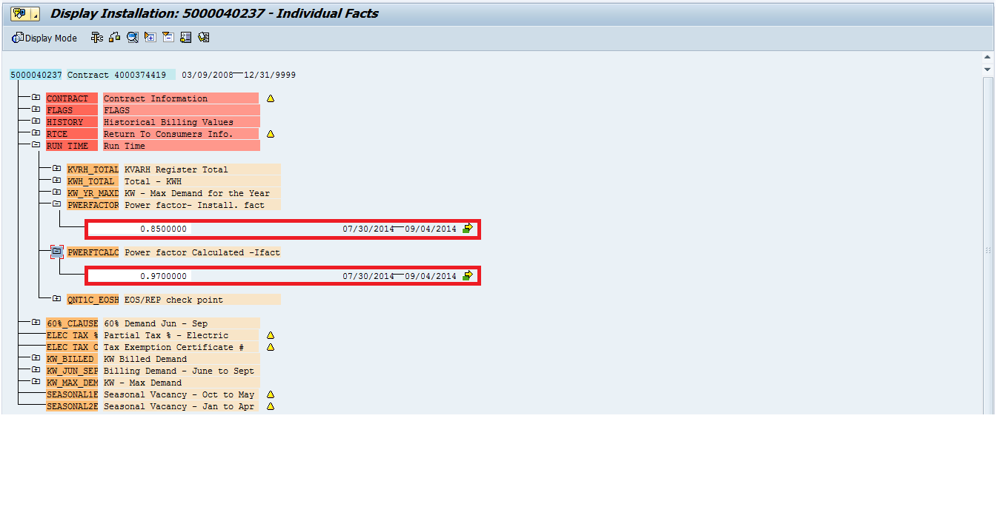 Display Installation: 5000040237 - Individual Facts
Display Mode
5000040237 Contract 4000374419 03/09/2008—12/31/9999
CONTRACT Contract Information
FLAGS FLAGS
HISTORY Historical Billing Values
RTCE Return To Consumers Info.
RUN TIME Run Time
KVRH_TOTAL KVARH Register Total
KWH_TOTAL Total - KWH
KW_YR_MAXD KW - Max Demand for the Year
PWERFACTOR Power factor- Install. fact
0.8500000 07/30/2014—09/04/2014
PWERFTCALC Power factor Calculated -Ifact
0.9700000 07/30/2014—09/04/2014
QNT1C_EOSH EOS/REP check point
60%_CLAUSE 60% Demand Jun - Sep
ELEC TAX % Partial Tax % - Electric
ELEC TAX C Tax Exemption Certificate #
KW_BILLED KW Billed Demand
KW_JUN_SEP Billing Demand - June to Sept
KW_MAX_DEM KW - Max Demand
SEASONAL1E Seasonal Vacancy - Oct to May
SEASONAL2E Seasonal Vacancy - Jan to Apr